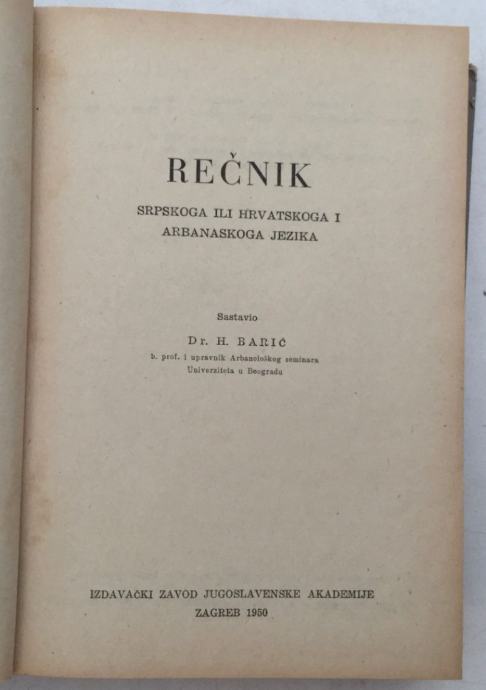 REČNIK
SRPSKOGA ILI HRVATSKOGA I
ARBANASKOGA JEZIKA
Sastavio
Dr. H. BARIĆ
b. prof. i upravnik Arbanološkog seminara
Univerziteta u Beogradu
IZDAVAČKI ZAVOD JUGOSLAVENSKE AKADEMIJE
ZAGREB 1950